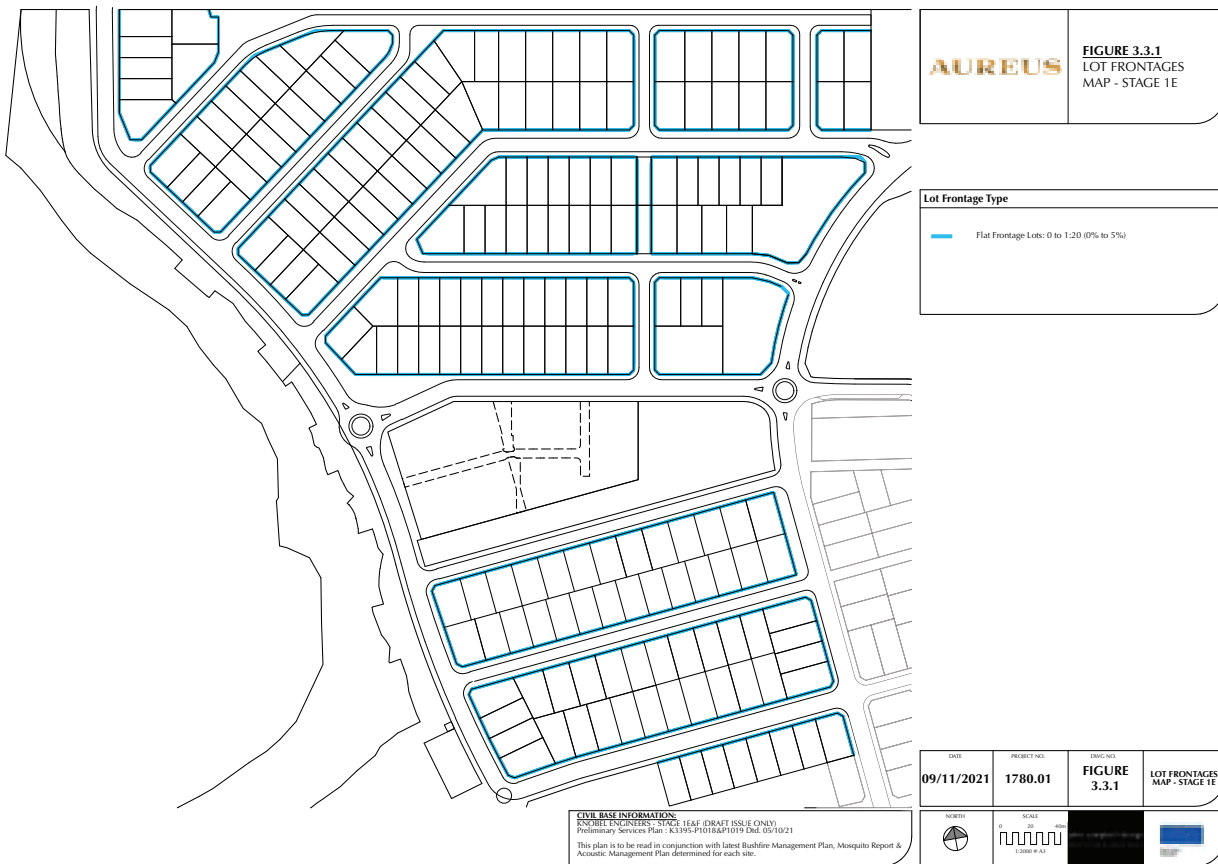 AUREUS
FIGURE 3.3.1
LOT FRONTAGES
MAP - STAGE 1E
Lot Frontage Type
Flat Frontage Lots: 0 to 1:20 (0% to 5%)
DATE
09/11/2021
PROJECT NO.
1780.01
DWG NO.
FIGURE
3.3.1
LOT FRONTAGES
MAP - STAGE 1E
CIVIL BASE INFORMATION:
KNOBEL ENGINEERS - STAGE 1E&F (DRAFT ISSUE ONLY)
Preliminary Services Plan : K3395-P1018&P1019 Dtd. 05/10/21
This plan is to be read in conjunction with latest Bushfire Management Plan, Mosquito Report &
Acoustic Management Plan determined for each site.
NORTH
SCALE
0 20 40m
1:2000 @ A3